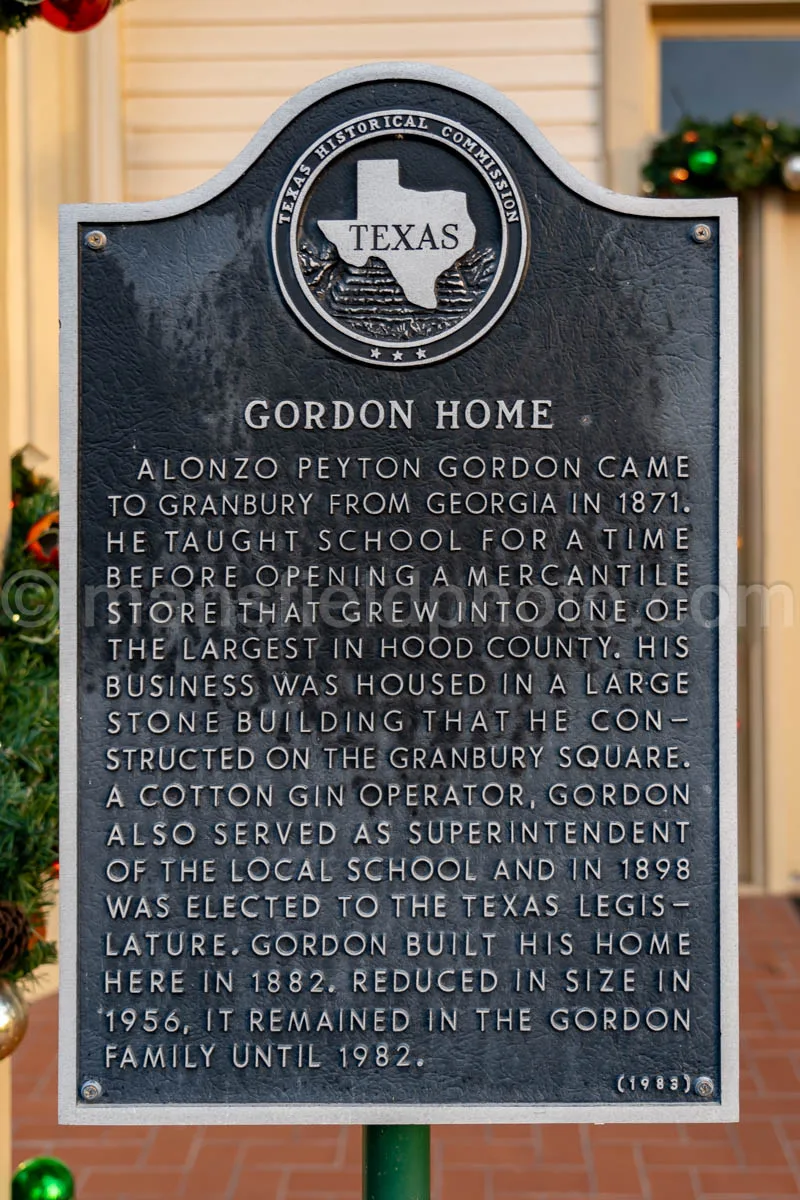 TEXAS HISTORICAL COMMISSION
TEXAS
GORDON HOME
ALONZO PEYTON GORDON CAME
TO GRANBURY FROM GEORGIA IN 1871.
HE TAUGHT SCHOOL FOR A TIME
BEFORE OPENING A MERCANTILE
STORE THAT GREW INTO ONE OF
THE LARGEST IN HOOD COUNTY. HIS
BUSINESS WAS HOUSED IN A LARGE
STONE BUILDING THAT HE CON-
STRUCTED ON THE GRANBURY SQUARE.
A COTTON GIN OPERATOR, GORDON
ALSO SERVED AS SUPERINTENDENT
OF THE LOCAL SCHOOL AND IN 1898
WAS ELECTED TO THE TEXAS LEGIS-
LATURE. GORDON BUILT HIS HOME
HERE IN 1882. REDUCED IN SIZE IN
1956, IT REMAINED IN THE GORDON
FAMILY UNTIL 1982.
(1983)
© mansfieldphoto.com